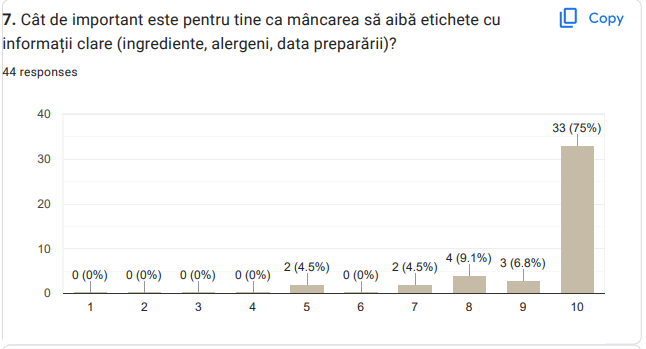 7. Cât de important este pentru tine ca mâncarea să aibă etichete cu
informații clare (ingrediente, alergeni, data preparării)?
Copy
44 responses
40
30
20
10
0
0 (0%) 0 (0%) 0 (0%) 0 (0%) 2 (4.5%) 0 (0%) 2 (4.5%) 4 (9.1%) 3 (6.8%) 33 (75%)
1 2 3 4 5 6 7 8 9 10